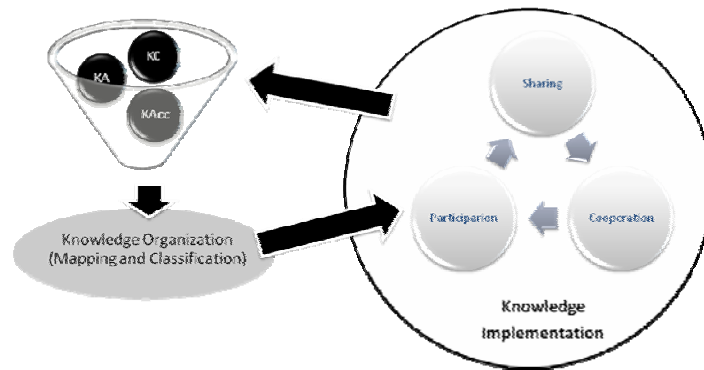 KC
KA
KAcc
Sharing
Participation
Cooperation
Knowledge Organization
(Mapping and Classification)
Knowledge
Implementation